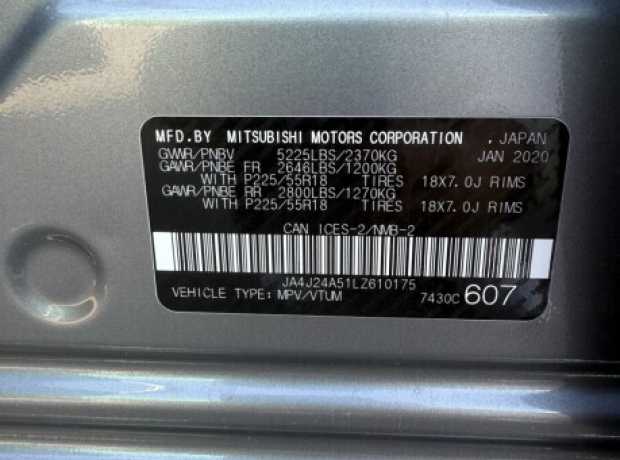 MFD.BY MITSUBISHI MOTORS CORPORATION . JAPAN
GVWR/PNBV 5225LBS/2370KG JAN 2020
GAWR/PNBE FR 2646LBS/1200KG
WITH P225/55R18 TIRES 18X7.0J RIMS
GAWR/PNBE RR 2800LBS/1270KG
WITH P225/55R18 TIRES 18X7.0J RIMS
CAN ICES-2/NMB-2
JA4J24A51LZ610175
VEHICLE TYPE: MPV/VTUM 7430C 607